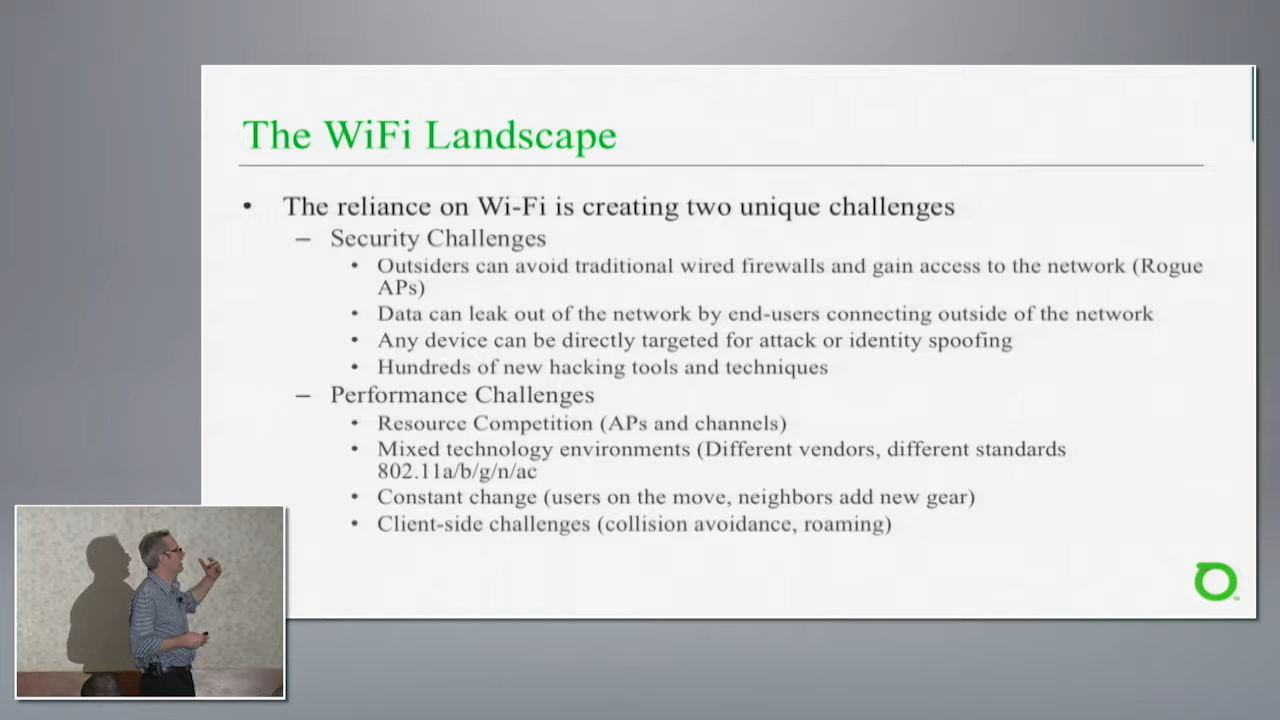 The WiFi Landscape
• The reliance on Wi-Fi is creating two unique challenges
– Security Challenges
• Outsiders can avoid traditional wired firewalls and gain access to the network (Rogue
APs)
• Data can leak out of the network by end-users connecting outside of the network
• Any device can be directly targeted for attack or identity spoofing
• Hundreds of new hacking tools and techniques
– Performance Challenges
• Resource Competition (APs and channels)
• Mixed technology environments (Different vendors, different standards
802.11a/b/g/n/ac
• Constant change (users on the move, neighbors add new gear)
• Client-side challenges (collision avoidance, roaming)